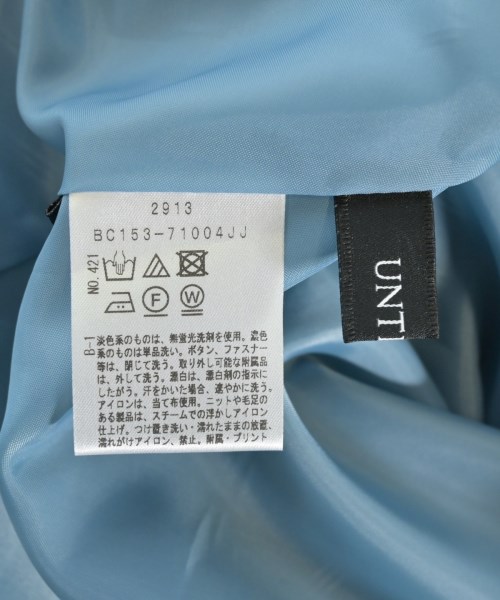 2913
BC153-71004JJ
NO.421
F W
B-1
淡色系のものは、無蛍光洗剤を使用。濃色
系のものは単品洗い。ボタン、ファスナー
等は、閉じて洗う。取り外し可能な附属品
は、外して洗う。漂白は、漂白剤の指示に
したがう。汗をかいた場合、速やかに洗う。
アイロンは、当て布使用。ニットや毛足の
ある製品は、スチームでの浮かしアイロン
仕上げ。つけ置き洗い・濡れたままの放置、
濡れがけアイロン、禁止。附属・プリント
UNTI